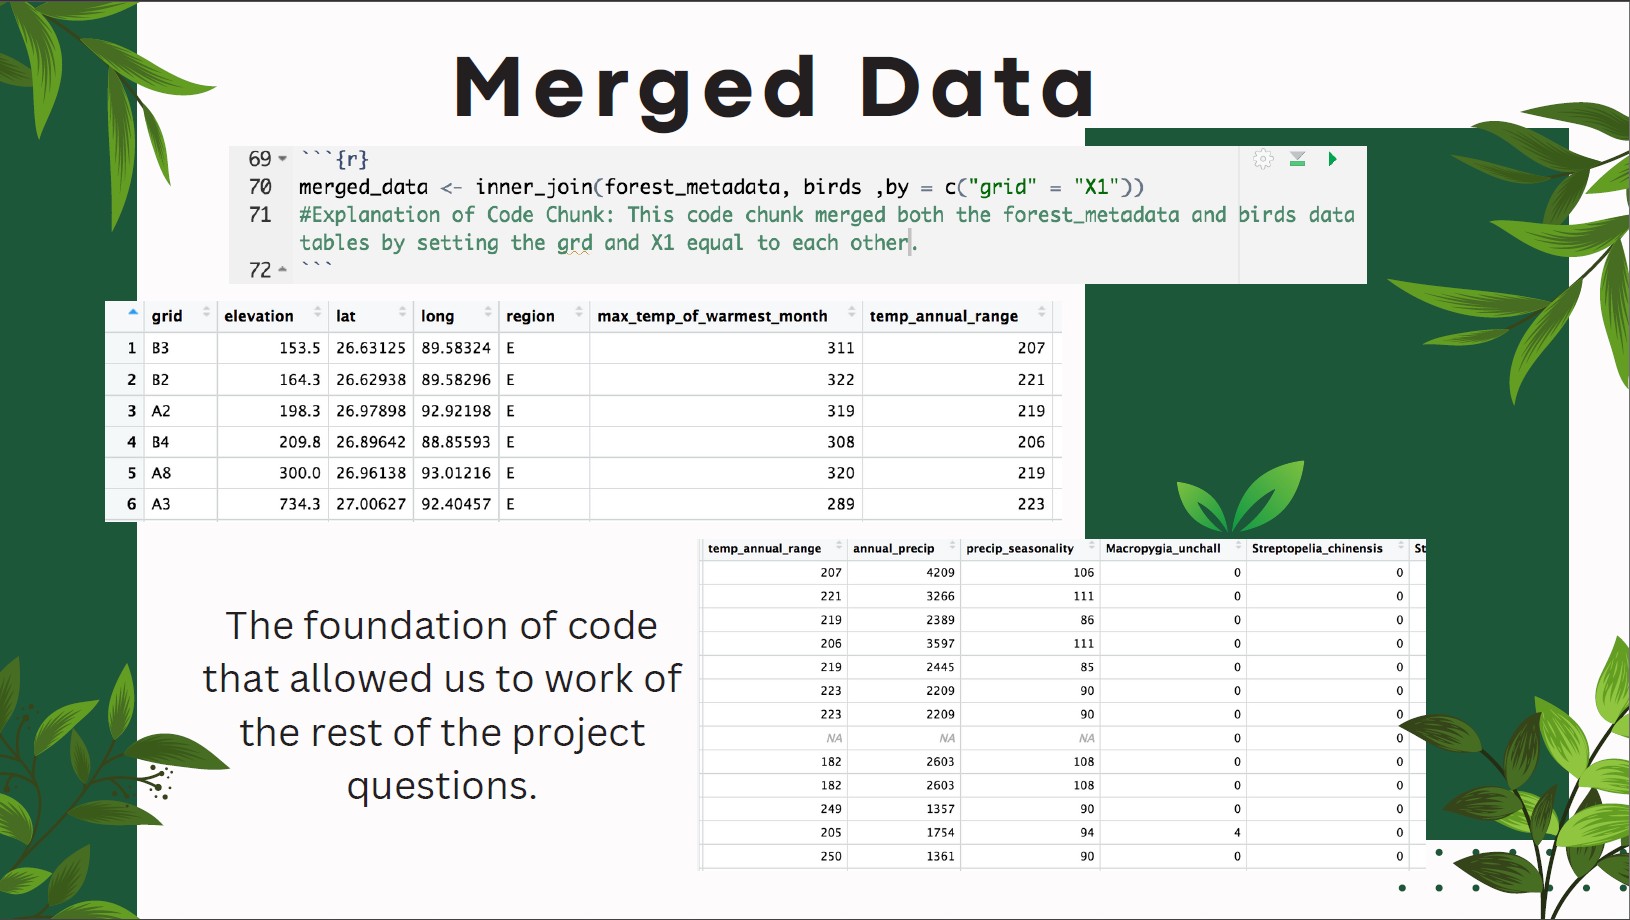 Merged Data
69 ```{r}
70 merged_data <- inner_join(forest_metadata, birds ,by = c("grid" = "X1"))
71 #Explanation of Code Chunk: This code chunk merged both the forest_metadata and birds data
tables by setting the grd and X1 equal to each other.
72 ```
grid elevation lat long region max_temp_of_warmest_month temp_annual_range
1 B3 153.5 26.63125 89.58324 E 311 207
2 B2 164.3 26.62938 89.58296 E 322 221
3 A2 198.3 26.97898 92.92198 E 319 219
4 B4 209.8 26.89642 88.85593 E 308 206
5 A8 300.0 26.96138 93.01216 E 320 219
6 A3 734.3 27.00627 92.40457 E 289 223
temp_annual_range annual_precip precip_seasonality Macropygia_unchall Streptopelia_chinensis St
207 4209 106 0 0
221 3266 111 0 0
219 2389 86 0 0
206 3597 111 0 0
219 2445 85 0 0
223 2209 90 0 0
223 2209 90 0 0
NA NA NA 0 0
182 2603 108 0 0
182 2603 108 0 0
249 1357 90 0 0
205 1754 94 4 0
250 1361 90 0 0
The foundation of code
that allowed us to work of
the rest of the project
questions.